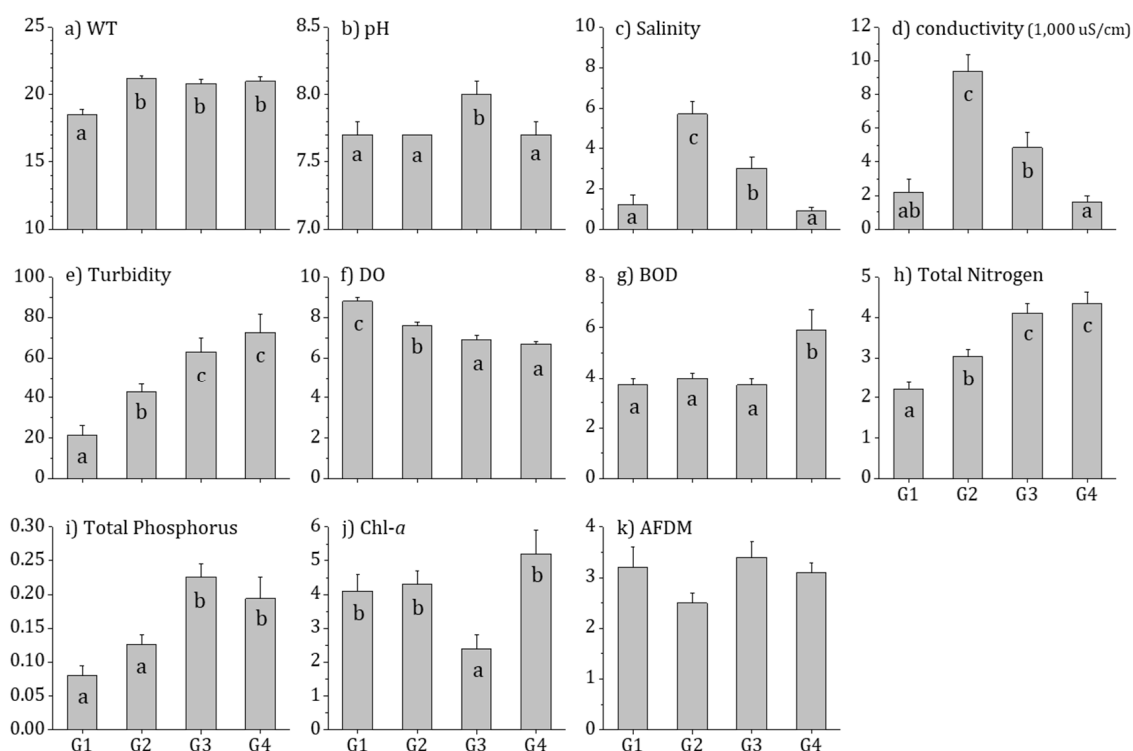 a) WT
25
20
15
10
a
b
b
b
b) pH
8.5
8.0
7.5
7.0
a
a
b
a
c) Salinity
10
8
6
4
2
0
a
c
b
a
d) conductivity (1,000 uS/cm)
12
10
8
6
4
2
0
ab
c
b
a
e) Turbidity
100
80
60
40
20
0
a
b
c
c
f) DO
10
8
6
4
2
0
c
b
a
a
g) BOD
8
6
4
2
0
a
a
a
b
h) Total Nitrogen
5
4
3
2
1
0
a
b
c
c
G1 G2 G3 G4
i) Total Phosphorus
0.30
0.25
0.20
0.15
0.10
0.05
0.00
a
a
b
b
G1 G2 G3 G4
j) Chl-a
6
5
4
3
2
1
0
b
b
a
b
G1 G2 G3 G4
k) AFDM
4
3
2
1
0
G1 G2 G3 G4